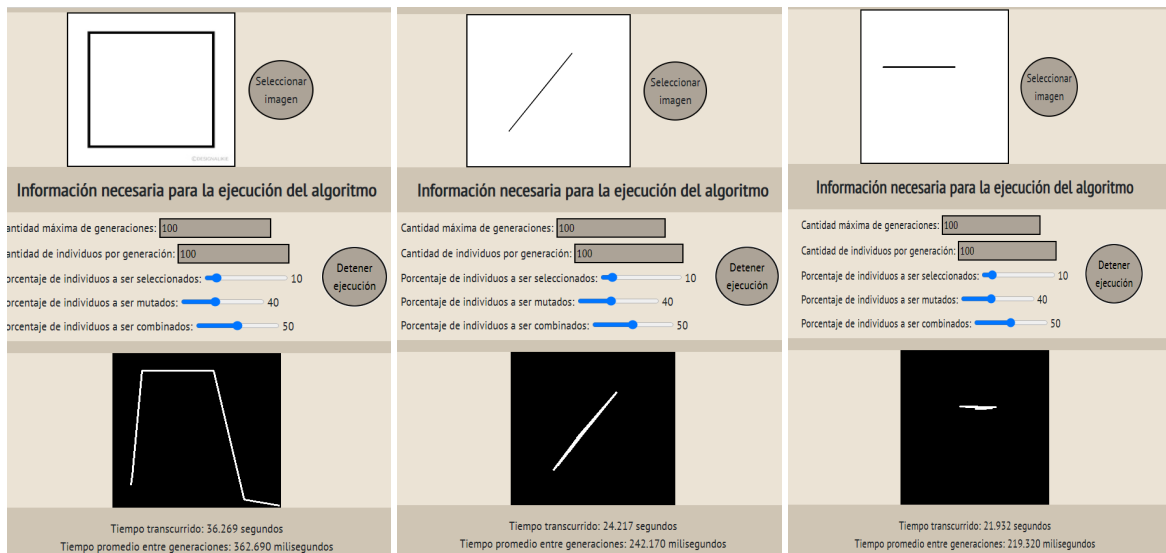 Seleccionar
imagen
©DESIGNALIKIE
Información necesaria para la ejecución del algoritmo
antidad máxima de generaciones: 100
antidad de individuos por generación: 100
orcentaje de individuos a ser seleccionados: 10
orcentaje de individuos a ser mutados: 40
orcentaje de individuos a ser combinados: 50
Detener
ejecución
Tiempo transcurrido: 36.269 segundos
Tiempo promedio entre generaciones: 362.690 milisegundos
Seleccionar
imagen
Información necesaria para la ejecución del algoritmo
Cantidad máxima de generaciones: 100
Cantidad de individuos por generación: 100
Porcentaje de individuos a ser seleccionados: 10
Porcentaje de individuos a ser mutados: 40
Porcentaje de individuos a ser combinados: 50
Detener
ejecución
Tiempo transcurrido: 24.217 segundos
Tiempo promedio entre generaciones: 242.170 milisegundos
Seleccionar
imagen
Información necesaria para la ejecución del algoritmo
Cantidad máxima de generaciones: 100
Cantidad de individuos por generación: 100
Porcentaje de individuos a ser seleccionados: 10
Porcentaje de individuos a ser mutados: 40
Porcentaje de individuos a ser combinados: 50
Detener
ejecución
Tiempo transcurrido: 21.932 segundos
Tiempo promedio entre generaciones: 219.320 milisegundos